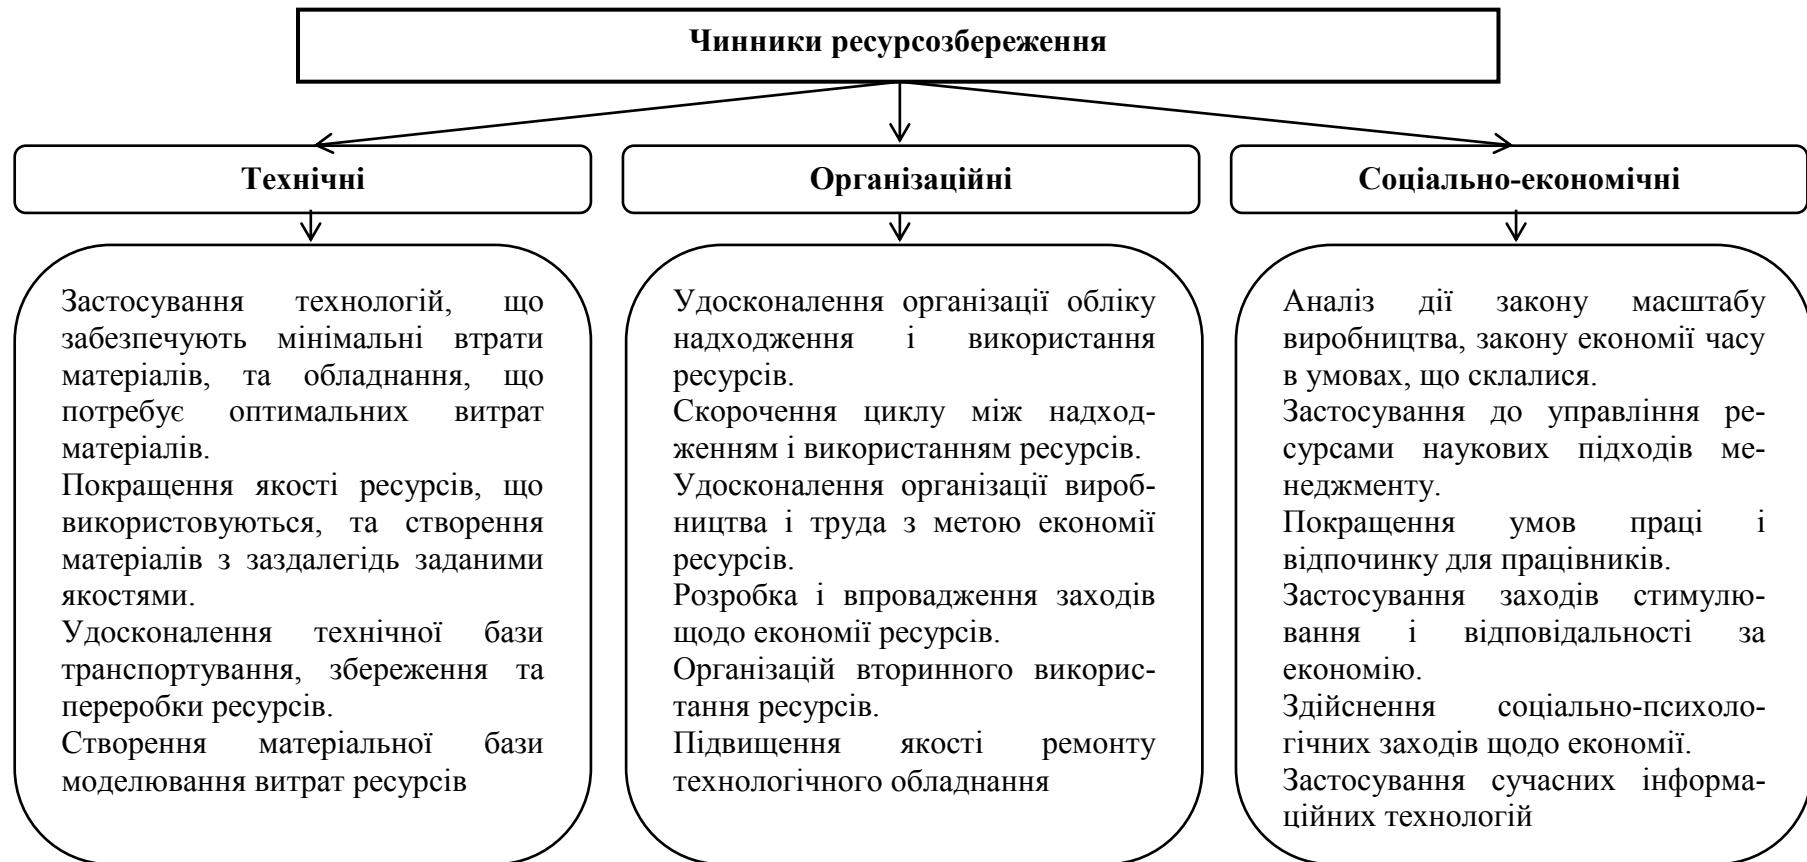 Чинники ресурсозбереження
Технічні
Організаційні
Соціально-економічні
Застосування технологій, що
забезпечують мінімальні втрати
матеріалів, та обладнання, що
потребує оптимальних витрат
матеріалів.
Покращення якості ресурсів, що
використовуються, та створення
матеріалів з заздалегідь заданими
якостями.
Удосконалення технічної бази
транспортування, збереження та
переробки ресурсів.
Створення матеріальної бази
моделювання витрат ресурсів
Удосконалення організації обліку
надходження і використання
ресурсів.
Скорочення циклу між надход-
женням і використанням ресурсів.
Удосконалення організації вироб-
ництва і труда з метою економії
ресурсів.
Розробка і впровадження заходів
щодо економії ресурсів.
Організацій вторинного викорис-
тання ресурсів.
Підвищення якості ремонту
технологічного обладнання
Аналіз дії закону масштабу
виробництва, закону економії часу
в умовах, що склалися.
Застосування до управління ре-
сурсами наукових підходів ме-
неджменту.
Покращення умов праці і
відпочинку для працівників.
Застосування заходів стимулю-
вання і відповідальності за
економію.
Здійснення соціально-психоло-
гічних заходів щодо економії.
Застосування сучасних інформа-
ційних технологій